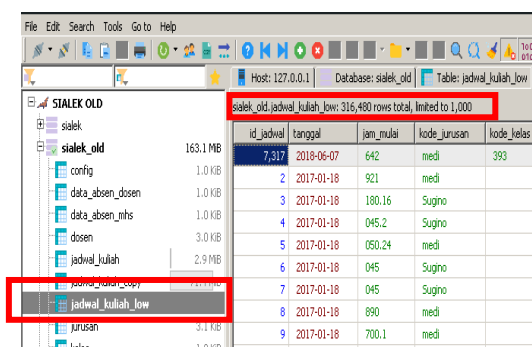 File Edit Search Tools Go to Help
Host: 127.0.0.1 Database: sialek_old Table: jadwal_kuliah_low
SIALEK OLD
sialek_old.jadwal_kuliah_low: 316,480 rows total, limited to 1,000
sialek
sialek_old 163.1 MB
config 1.0 KiB
data_absen_dosen 1.0 KiB
data_absen_mhs 1.0 KiB
dosen 3.0 KiB
jadwal_kuliah 2.9 MiB
jadwal_kuliah_copy
jadwal_kuliah_low
jurusan 3.1 KiB
kelas 1.0 KiB
id_jadwal tanggal jam_mulai kode_jurusan kode_kelas
7,317 2018-06-07 642 medi 393
2 2017-01-18 921 medi
3 2017-01-18 180.16 Sugino
4 2017-01-18 045.2 Sugino
5 2017-01-18 050.24 medi
6 2017-01-18 045 Sugino
7 2017-01-18 045 Sugino
8 2017-01-18 890 medi
9 2017-01-18 700.1 medi